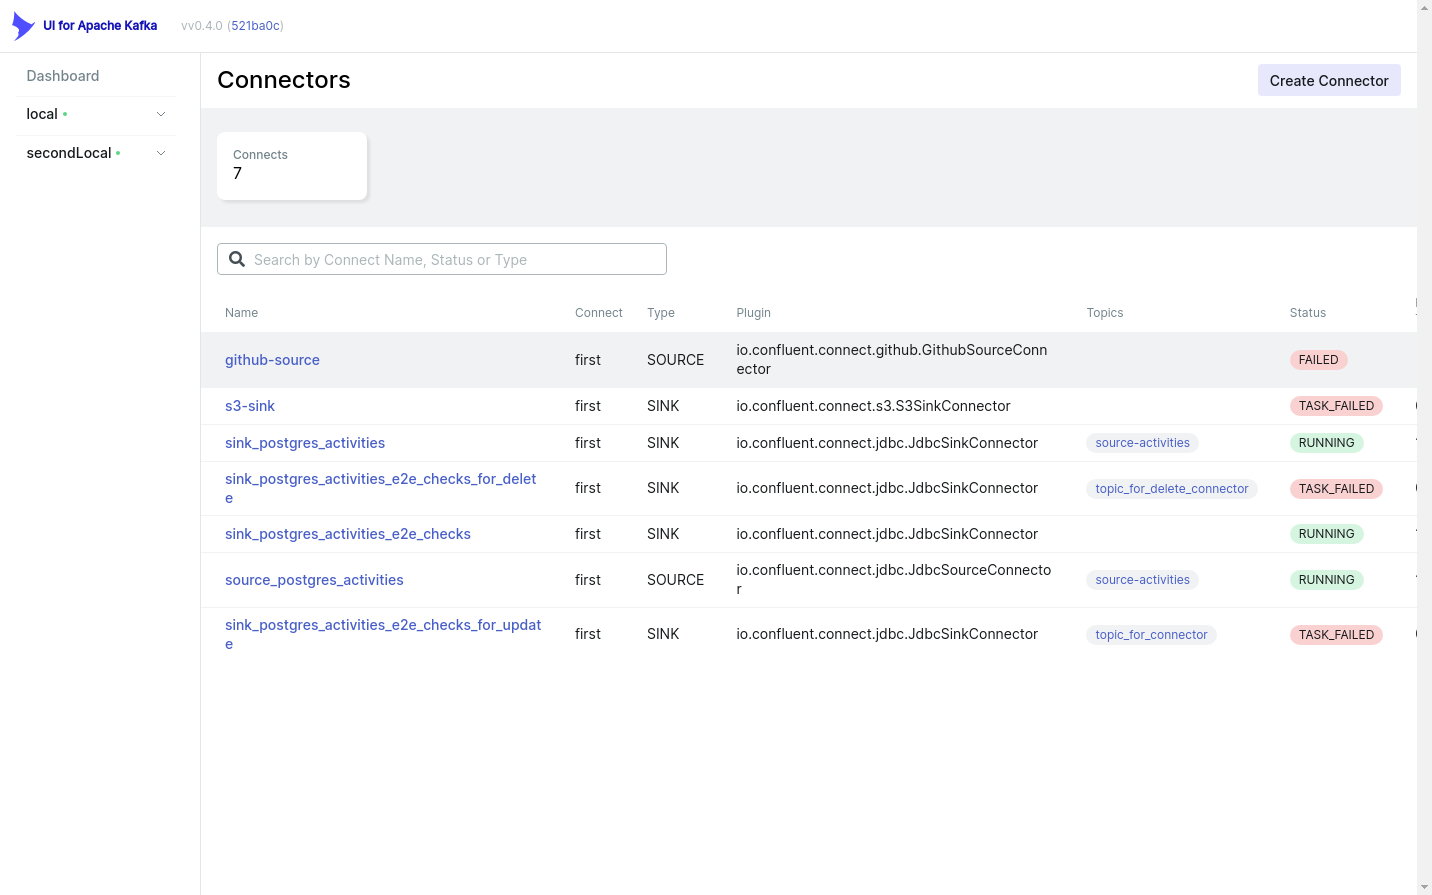 UI for Apache Kafka
vv0.4.0 (521ba0c)
Dashboard
local
secondLocal
Connectors
Create Connector
Connects
7
Search by Connect Name, Status or Type
Name Connect Type Plugin Topics Status
github-source first SOURCE io.confluent.connect.github.GithubSourceConn
ector FAILED
s3-sink first SINK io.confluent.connect.s3.S3SinkConnector TASK_FAILED
sink_postgres_activities first SINK io.confluent.connect.jdbc.JdbcSinkConnector source-activities RUNNING
sink_postgres_activities_e2e_checks_for_delet
e first SINK io.confluent.connect.jdbc.JdbcSinkConnector topic_for_delete_connector TASK_FAILED
sink_postgres_activities_e2e_checks first SINK io.confluent.connect.jdbc.JdbcSinkConnector RUNNING
source_postgres_activities first SOURCE io.confluent.connect.jdbc.JdbcSourceConnecto
r source-activities RUNNING
sink_postgres_activities_e2e_checks_for_updat
e first SINK io.confluent.connect.jdbc.JdbcSinkConnector topic_for_connector TASK_FAILED